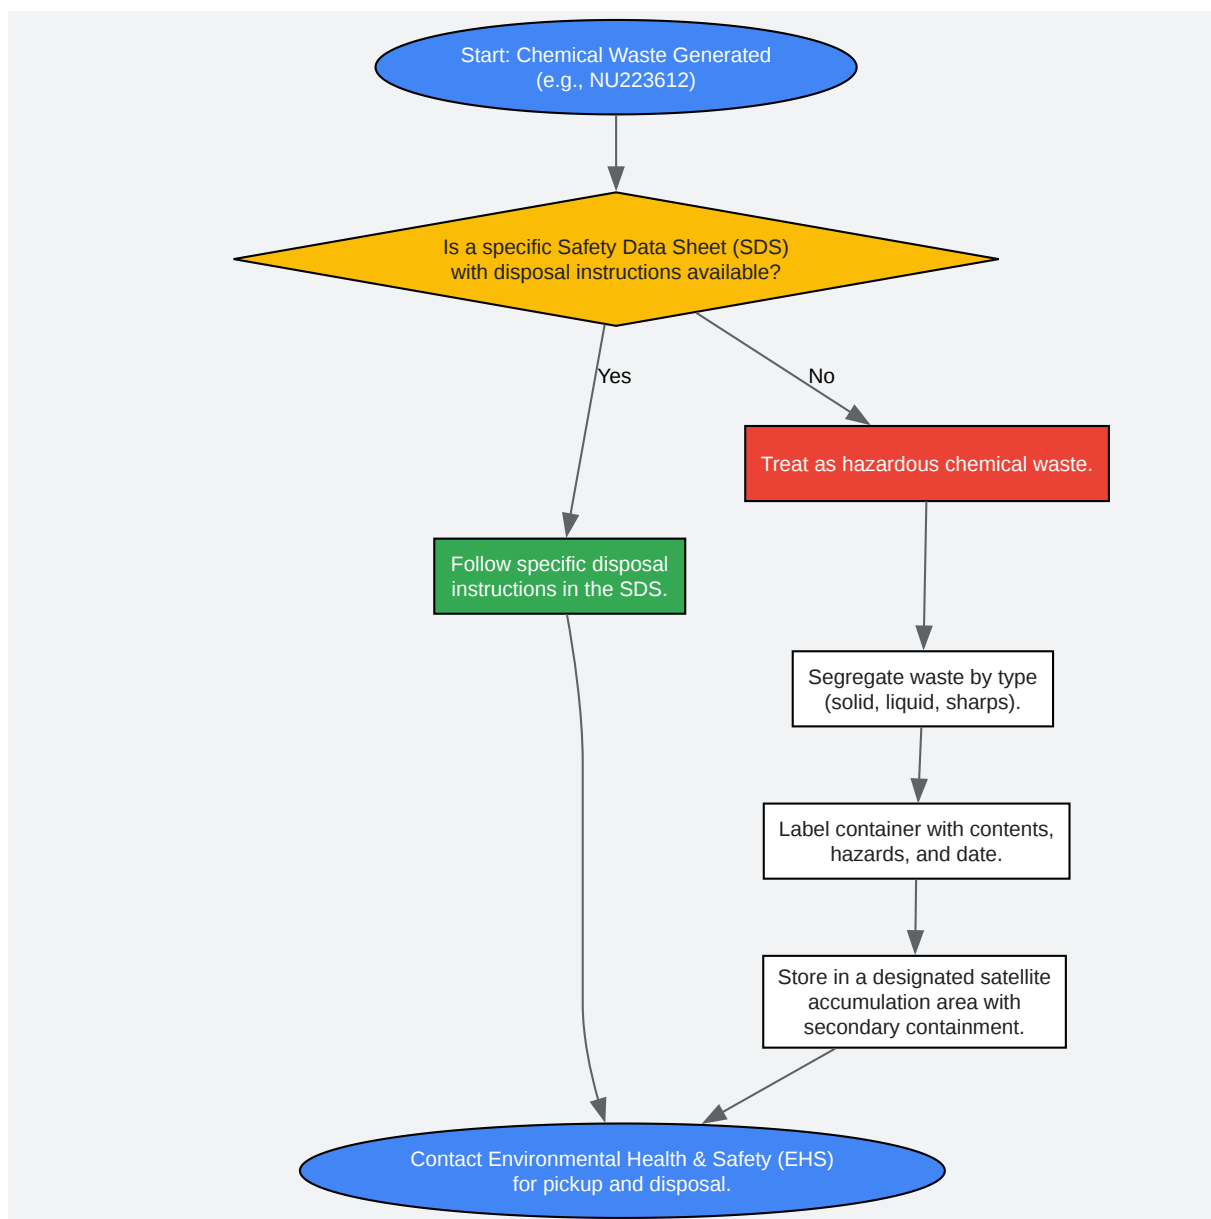 Start: Chemical Waste Generated
(e.g., NU223612)
Is a specific Safety Data Sheet (SDS)
with disposal instructions available?
Yes
No
Treat as hazardous chemical waste.
Follow specific disposal
instructions in the SDS.
Segregate waste by type
(solid, liquid, sharps).
Label container with contents,
hazards, and date.
Store in a designated satellite
accumulation area with
secondary containment.
Contact Environmental Health & Safety (EHS)
for pickup and disposal.